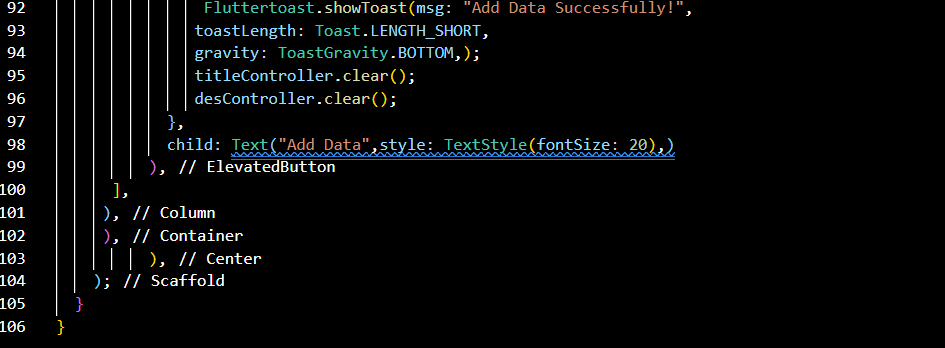 92 Fluttertoast.showToast(msg: "Add Data Successfully!",
93 toastLength: Toast.LENGTH_SHORT,
94 gravity: ToastGravity.BOTTOM,);
95 titleController.clear();
96 desController.clear();
97 },
98 child: Text("Add Data",style: TextStyle(fontSize: 20),)
99 ), // ElevatedButton
100 ],
101 ), // Column
102 ), // Container
103 ), // Center
104 ); // Scaffold
105 }
106 }